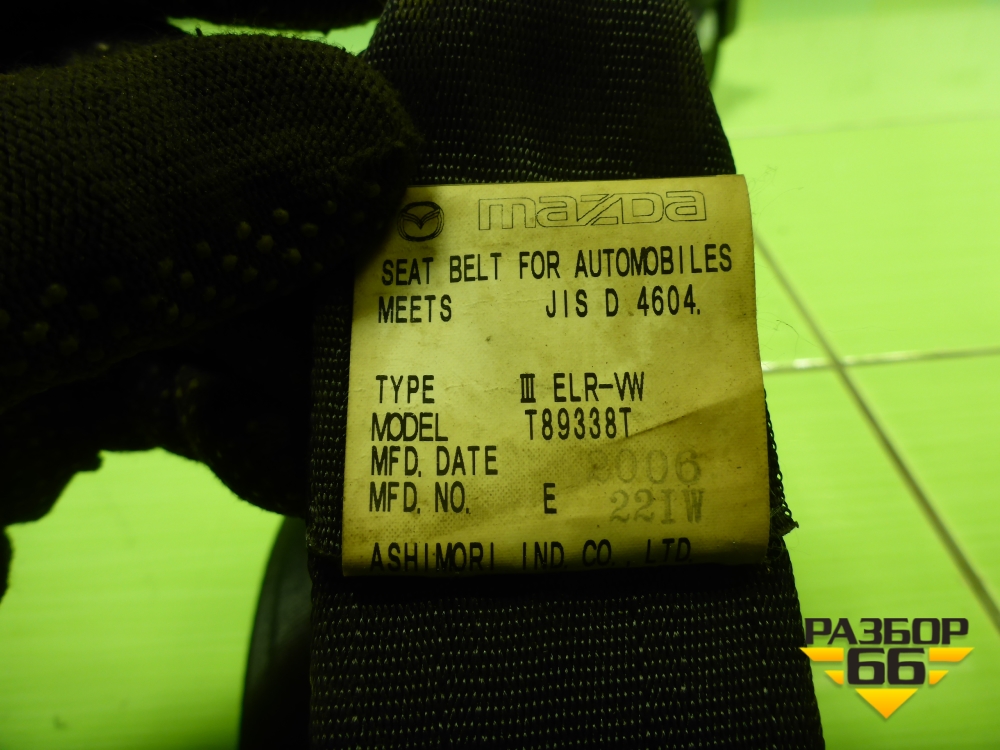 mazda
SEAT BELT FOR AUTOMOBILES
MEETS JIS D 4604.
TYPE III ELR-VW
MODEL T89338T
MFD. DATE 2006
MFD. NO. E 221W
ASHIMORI IND CO., LTD.
РАЗБОР
66